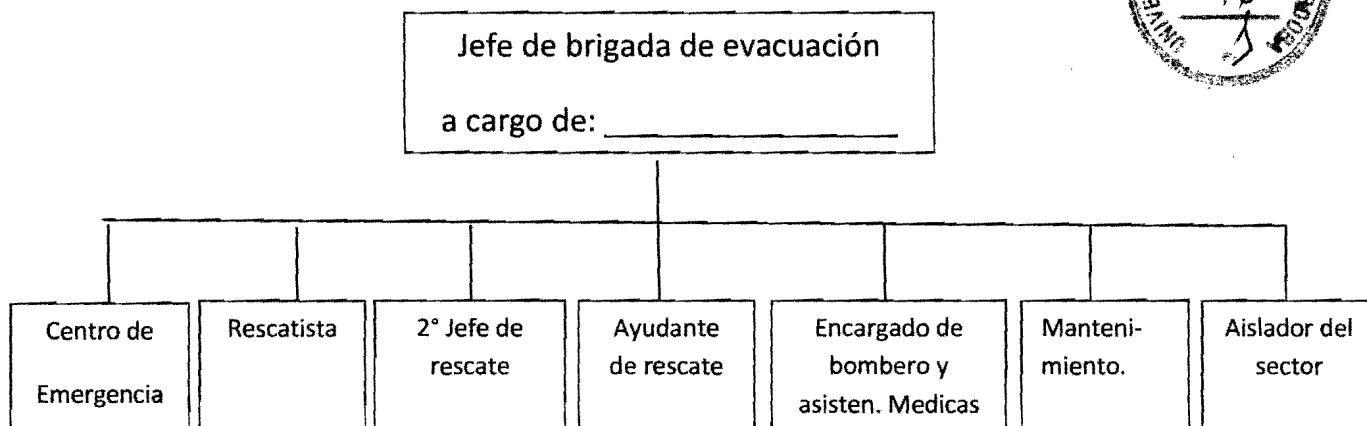 Jefe de brigada de evacuación
a cargo de:
Centro de
Emergencia
Rescatista
2° Jefe de
rescate
Ayudante
de rescate
Encargado de
bombero y
asisten. Medicas
Manteni-
miento.
Aislador del
sector